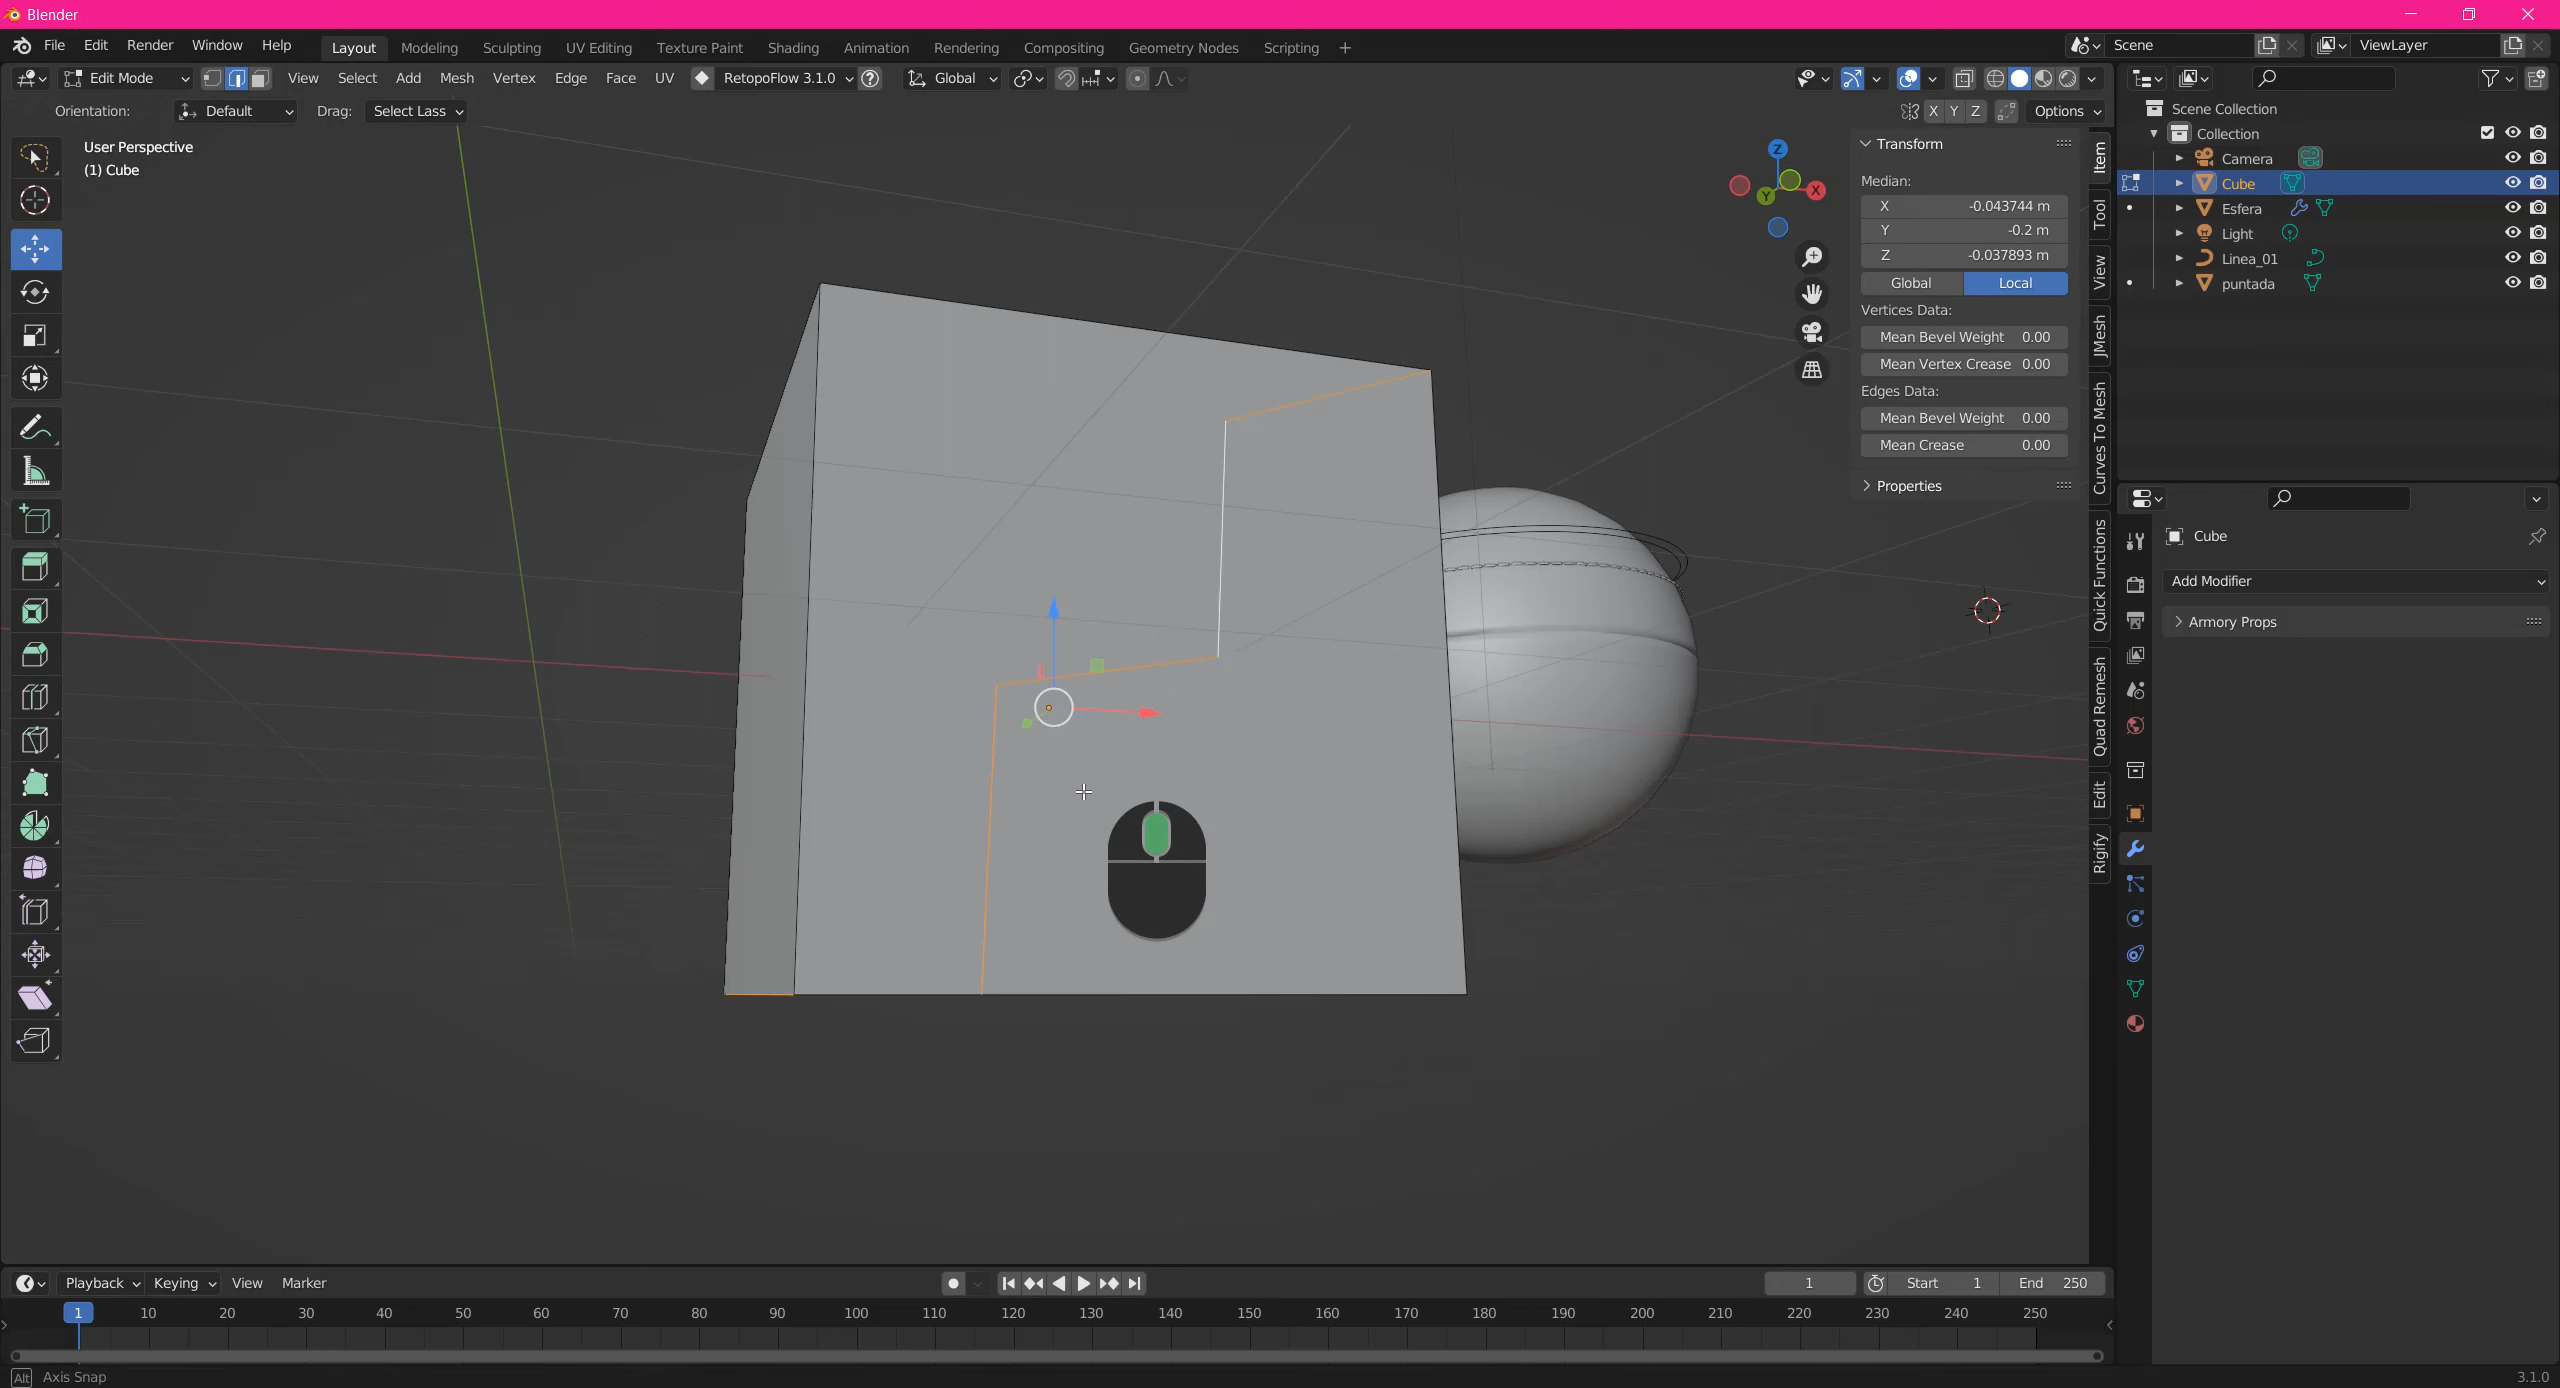 Blender
File Edit Render Window Help Layout Modeling Sculpting UV Editing Texture Paint Shading Animation Rendering Compositing Geometry Nodes Scripting + Scene ViewLayer
Edit Mode View Select Add Mesh Vertex Edge Face UV RetopoFlow 3.1.0 Global
Orientation: Default Drag: Select Lass X Y Z Options
User Perspective
(1) Cube
Z
X
Y
Transform
Median:
X -0.043744 m
Y -0.2 m
Z -0.037893 m
Global Local
Vertices Data:
Mean Bevel Weight 0.00
Mean Vertex Crease 0.00
Edges Data:
Mean Bevel Weight 0.00
Mean Crease 0.00
Properties
Item
Tool
View
JMesh
Curves To Mesh
Quick Functions
Quad Remesh
Edit
Rigify
Scene Collection
Collection
Camera
Cube
Esfera
Light
Linea_01
puntada
Cube
Add Modifier
Armory Props
Playback Keying View Marker 1 Start 1 End 250
1 10 20 30 40 50 60 70 80 90 100 110 120 130 140 150 160 170 180 190 200 210 220 230 240 250
Alt Axis Snap 3.1.0